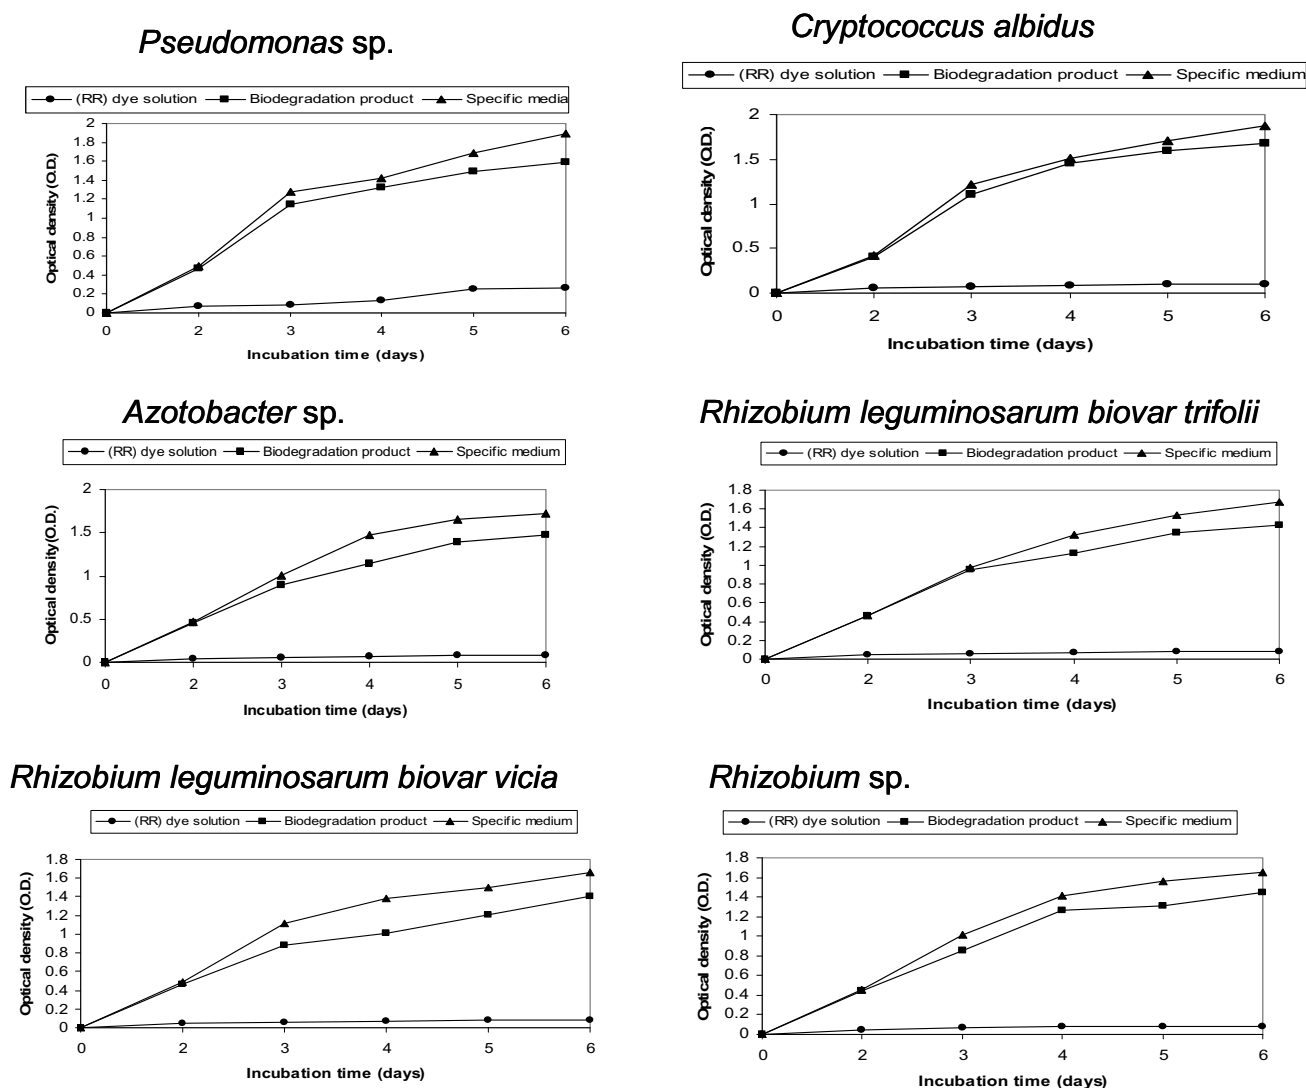 Pseudomonas sp.
(RR) dye solution Biodegradation product Specific media
Optical density (O.D.)
2
1.8
1.6
1.4
1.2
1
0.8
0.6
0.4
0.2
0
0 2 3 4 5 6
Incubation time (days)
Cryptococcus albidus
(RR) dye solution Biodegradation product Specific medium
Optical density (O.D.)
2
1.5
1
0.5
0
0 2 3 4 5 6
Incubation time (days)
Azotobacter sp.
(RR) dye solution Biodegradation product Specific medium
Optical density(O.D.)
2
1.5
1
0.5
0
0 2 3 4 5 6
Incubation time (days)
Rhizobium leguminosarum biovar trifolii
(RR) dye solution Biodegradation product Specific medium
Optical density (O.D.)
1.8
1.6
1.4
1.2
1
0.8
0.6
0.4
0.2
0
0 2 3 4 5 6
Incubation time (days)
Rhizobium leguminosarum biovar vicia
(RR) dye solution Biodegradation product Specific medium
Optical density (O.D.)
1.8
1.6
1.4
1.2
1
0.8
0.6
0.4
0.2
0
0 2 3 4 5 6
Incubation time (days)
Rhizobium sp.
(RR) dye solution Biodegradation product Specific medium
Optical density (O.D.)
1.8
1.6
1.4
1.2
1
0.8
0.6
0.4
0.2
0
0 2 3 4 5 6
Incubation time (days)